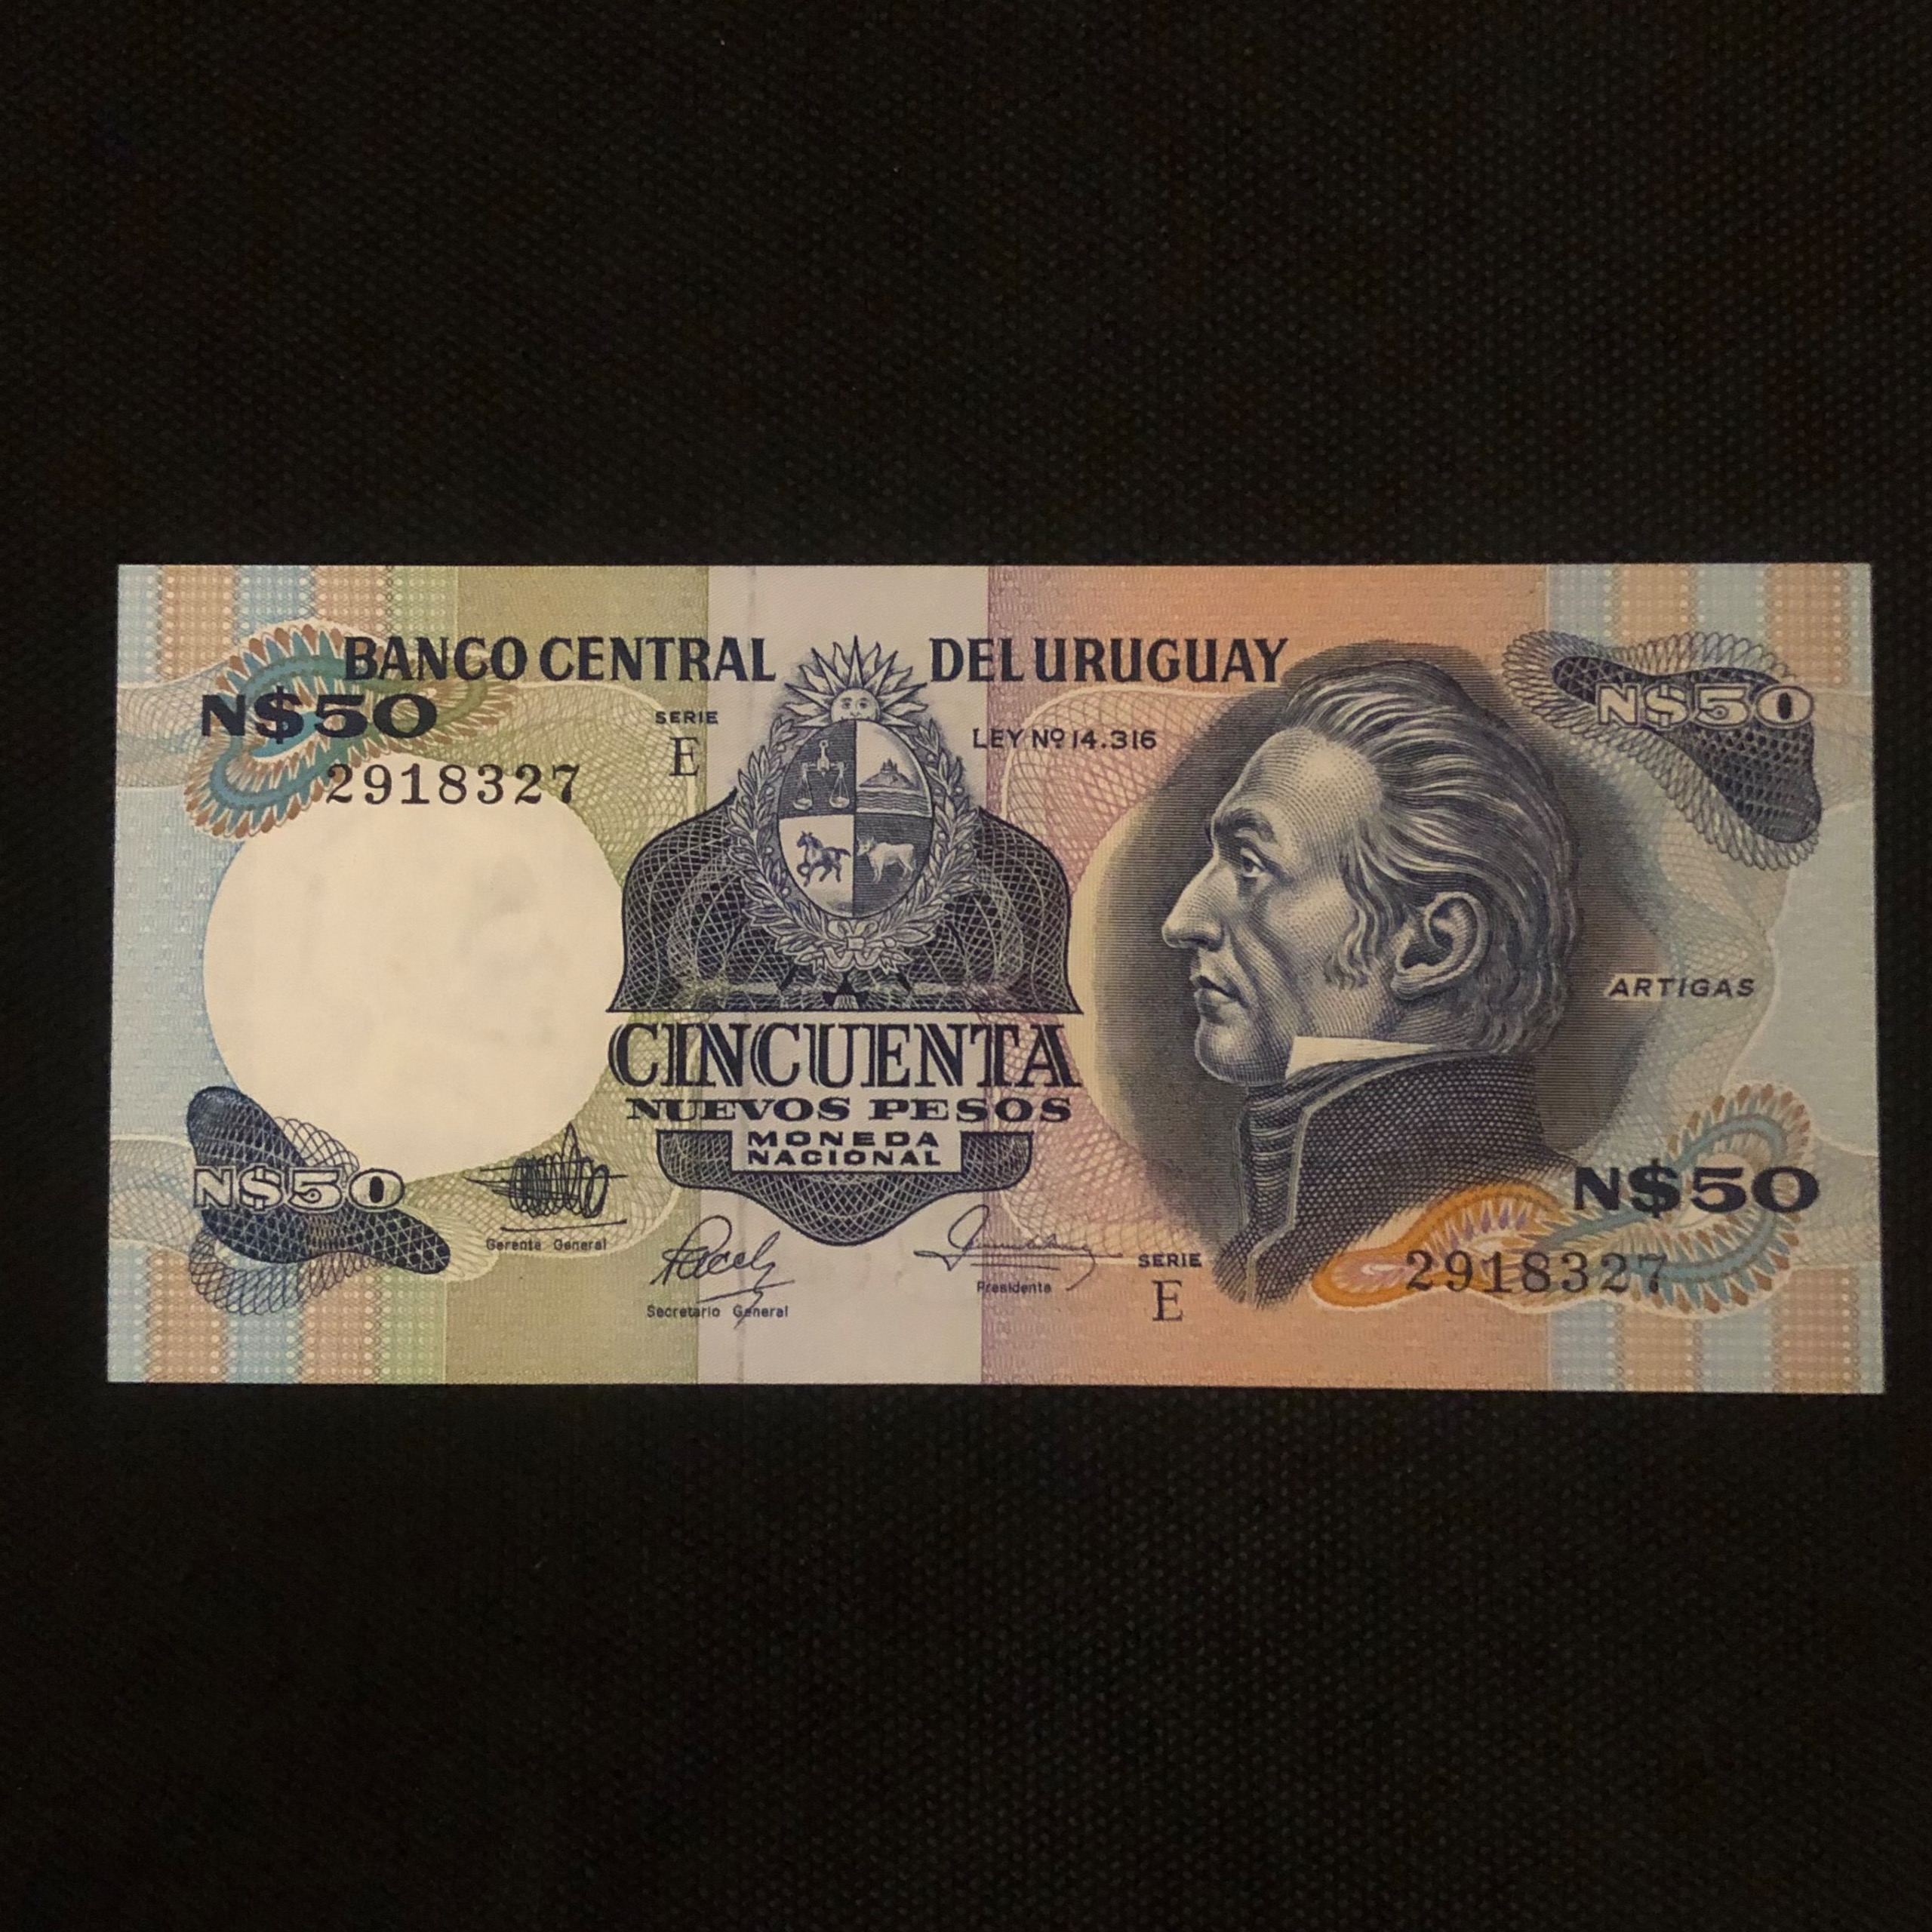 BANCO CENTRAL DEL URUGUAY
N$50
N$50
SERIE
E
LEY Nº 14.316
2918327
ARTIGAS
CINCUENTA
NUEVOS PESOS
MONEDA
NACIONAL
N$50
N$50
Gerente General
Secretario General
Presidente
SERIE
E
2918327